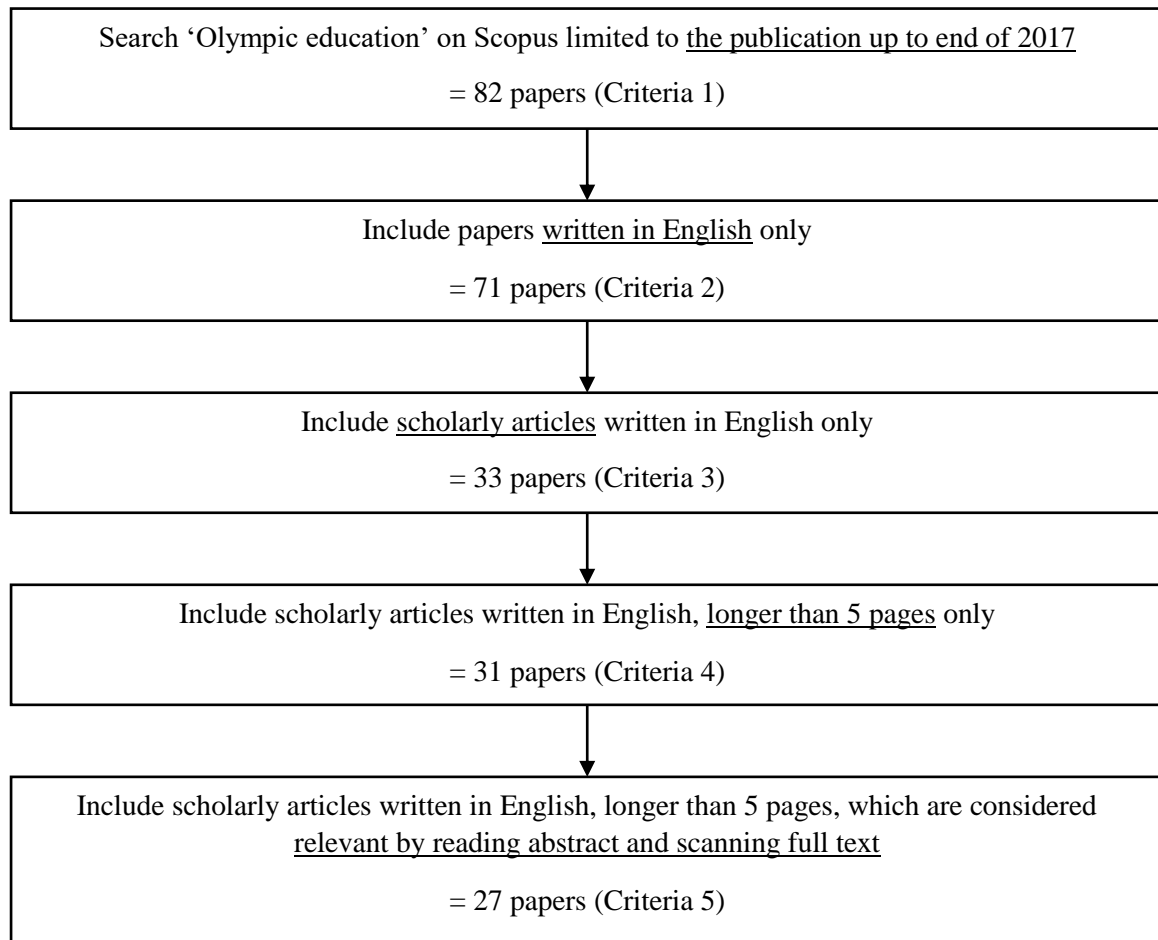 Search ‘Olympic education’ on Scopus limited to the publication up to end of 2017
= 82 papers (Criteria 1)
Include papers written in English only
= 71 papers (Criteria 2)
Include scholarly articles written in English only
= 33 papers (Criteria 3)
Include scholarly articles written in English, longer than 5 pages only
= 31 papers (Criteria 4)
Include scholarly articles written in English, longer than 5 pages, which are considered
relevant by reading abstract and scanning full text
= 27 papers (Criteria 5)